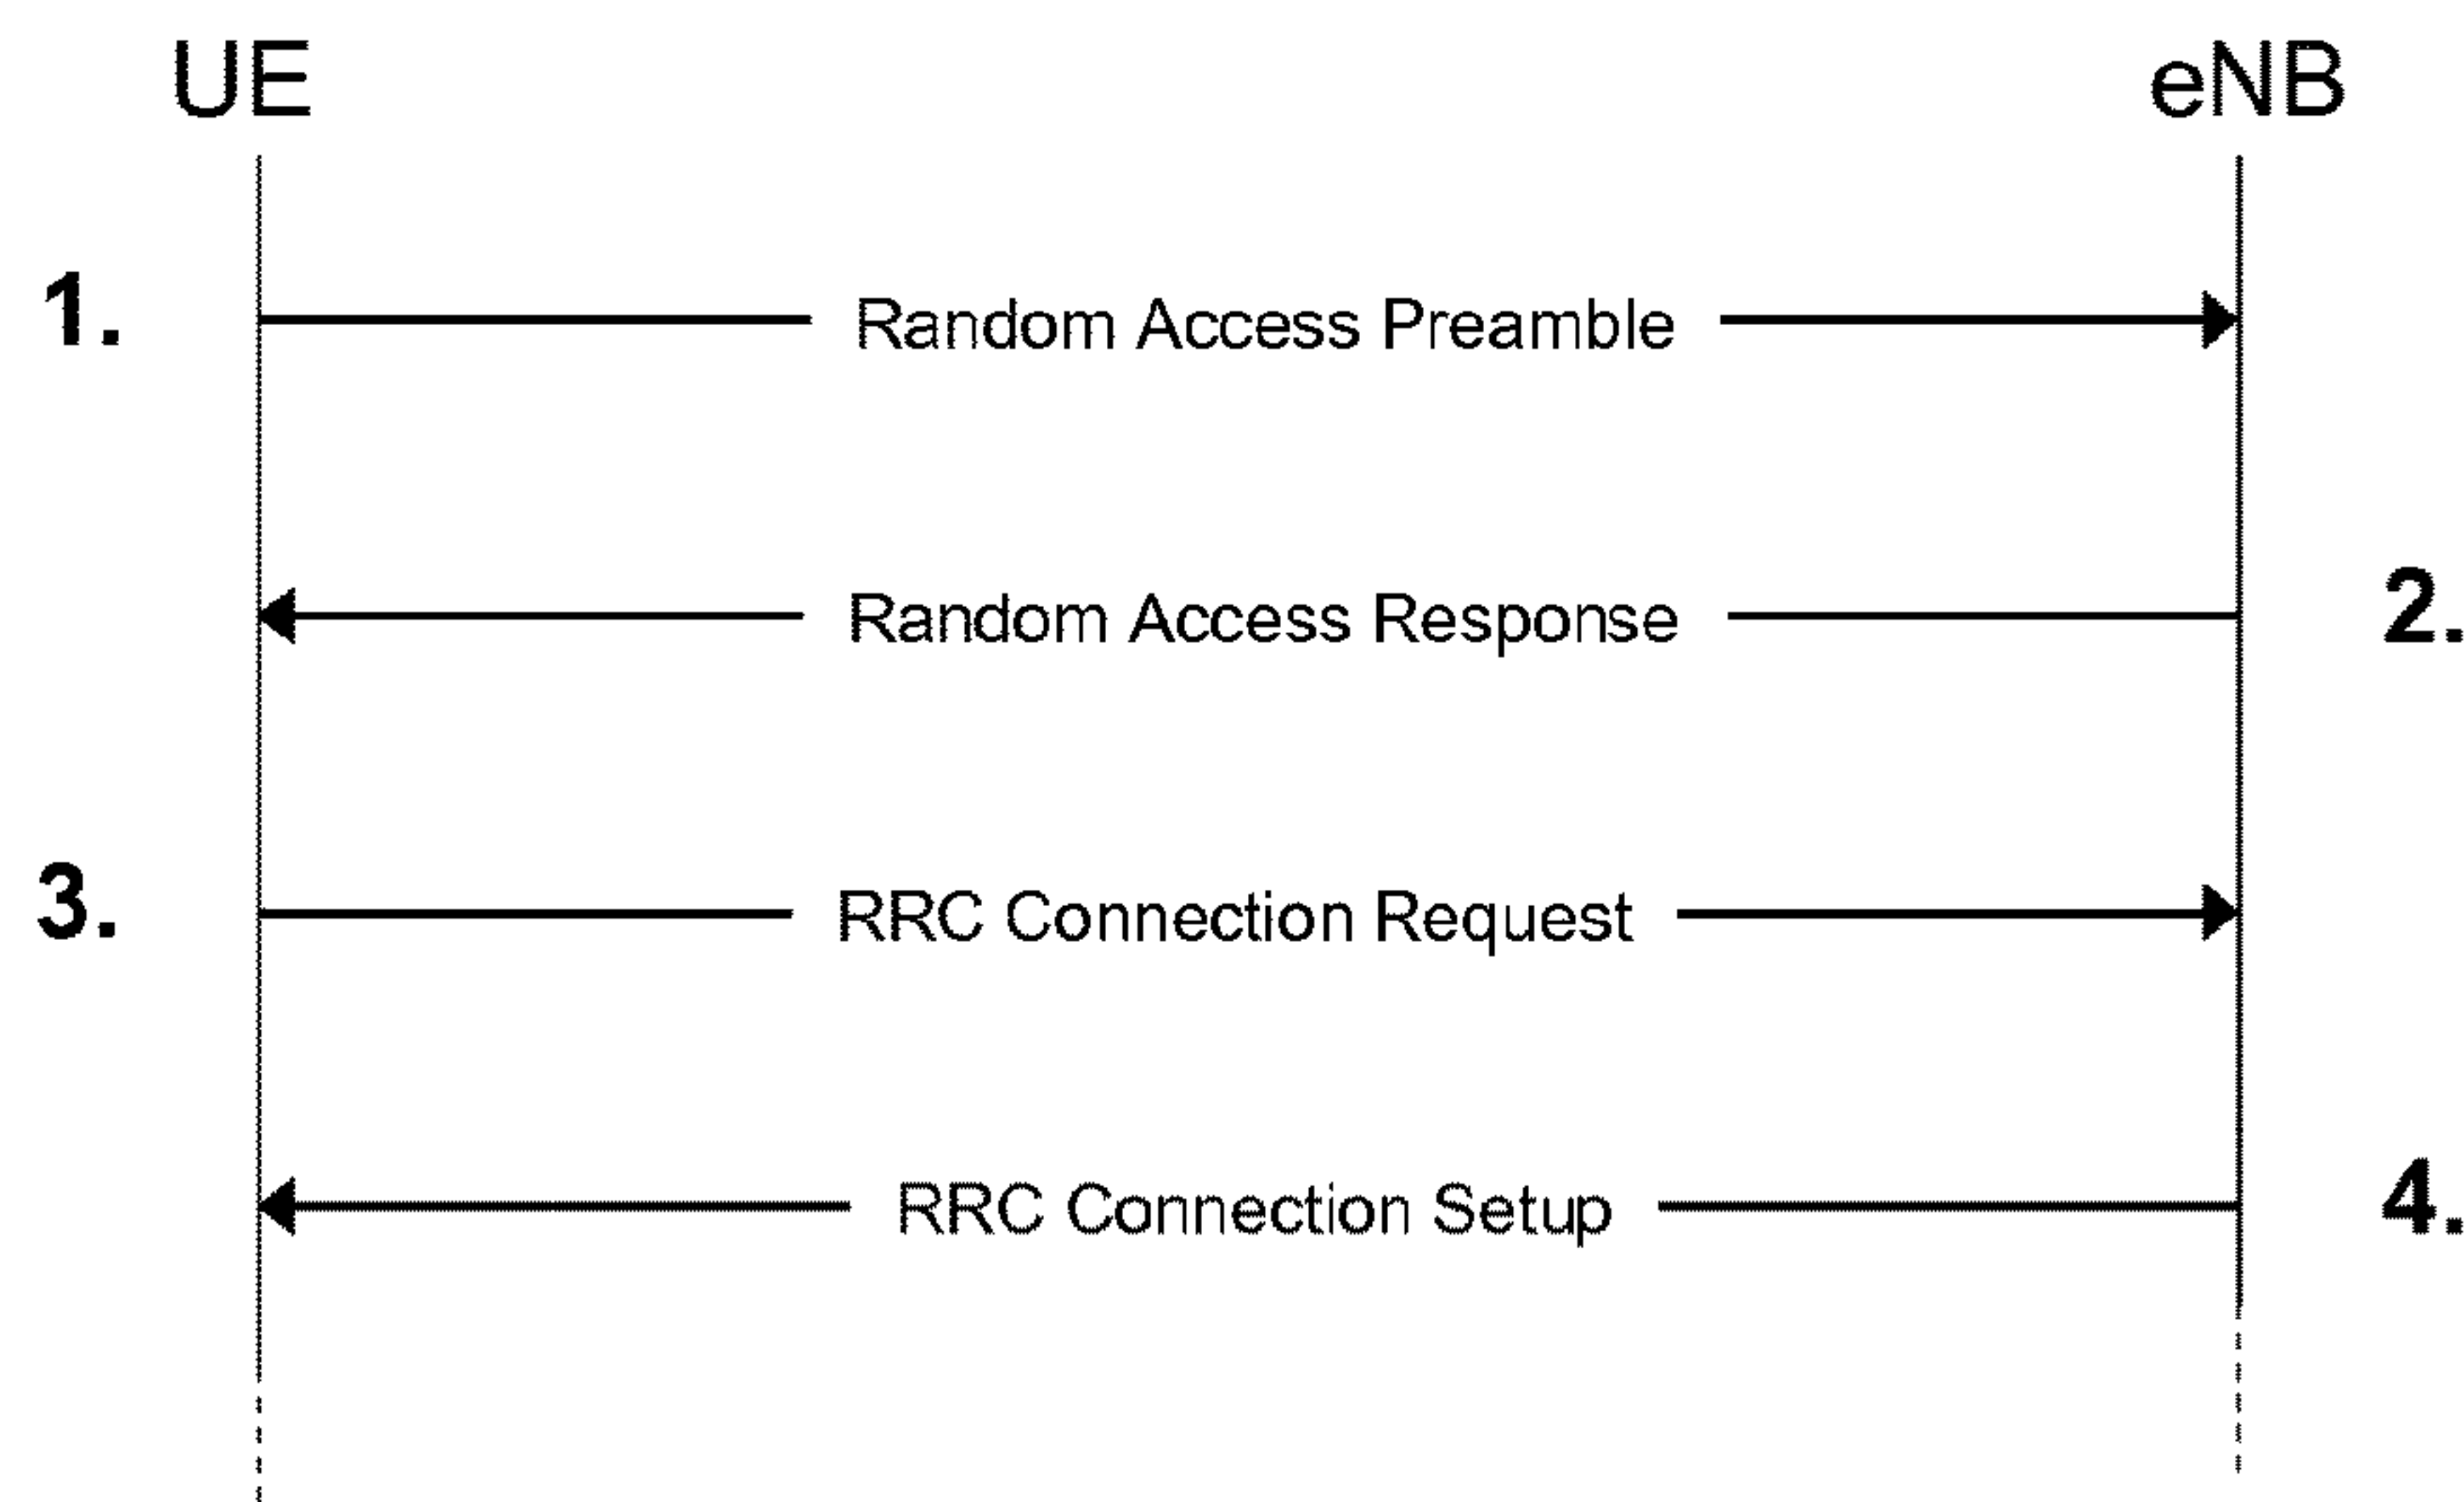 UE eNB
1. Random Access Preamble
Random Access Response 2.
3. RRC Connection Request
RRC Connection Setup 4.